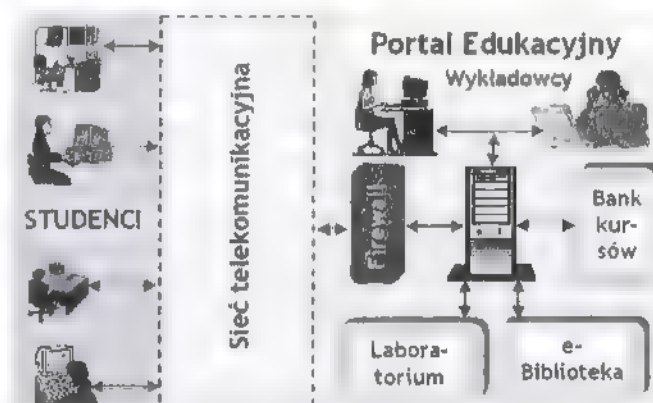 Portal Edukacyjny
Wykładowcy
STUDENCI
Sieć telekomunikacyjna
Firewall
Bank
kur-
sów
Labora-
torium
e-
Biblioteka